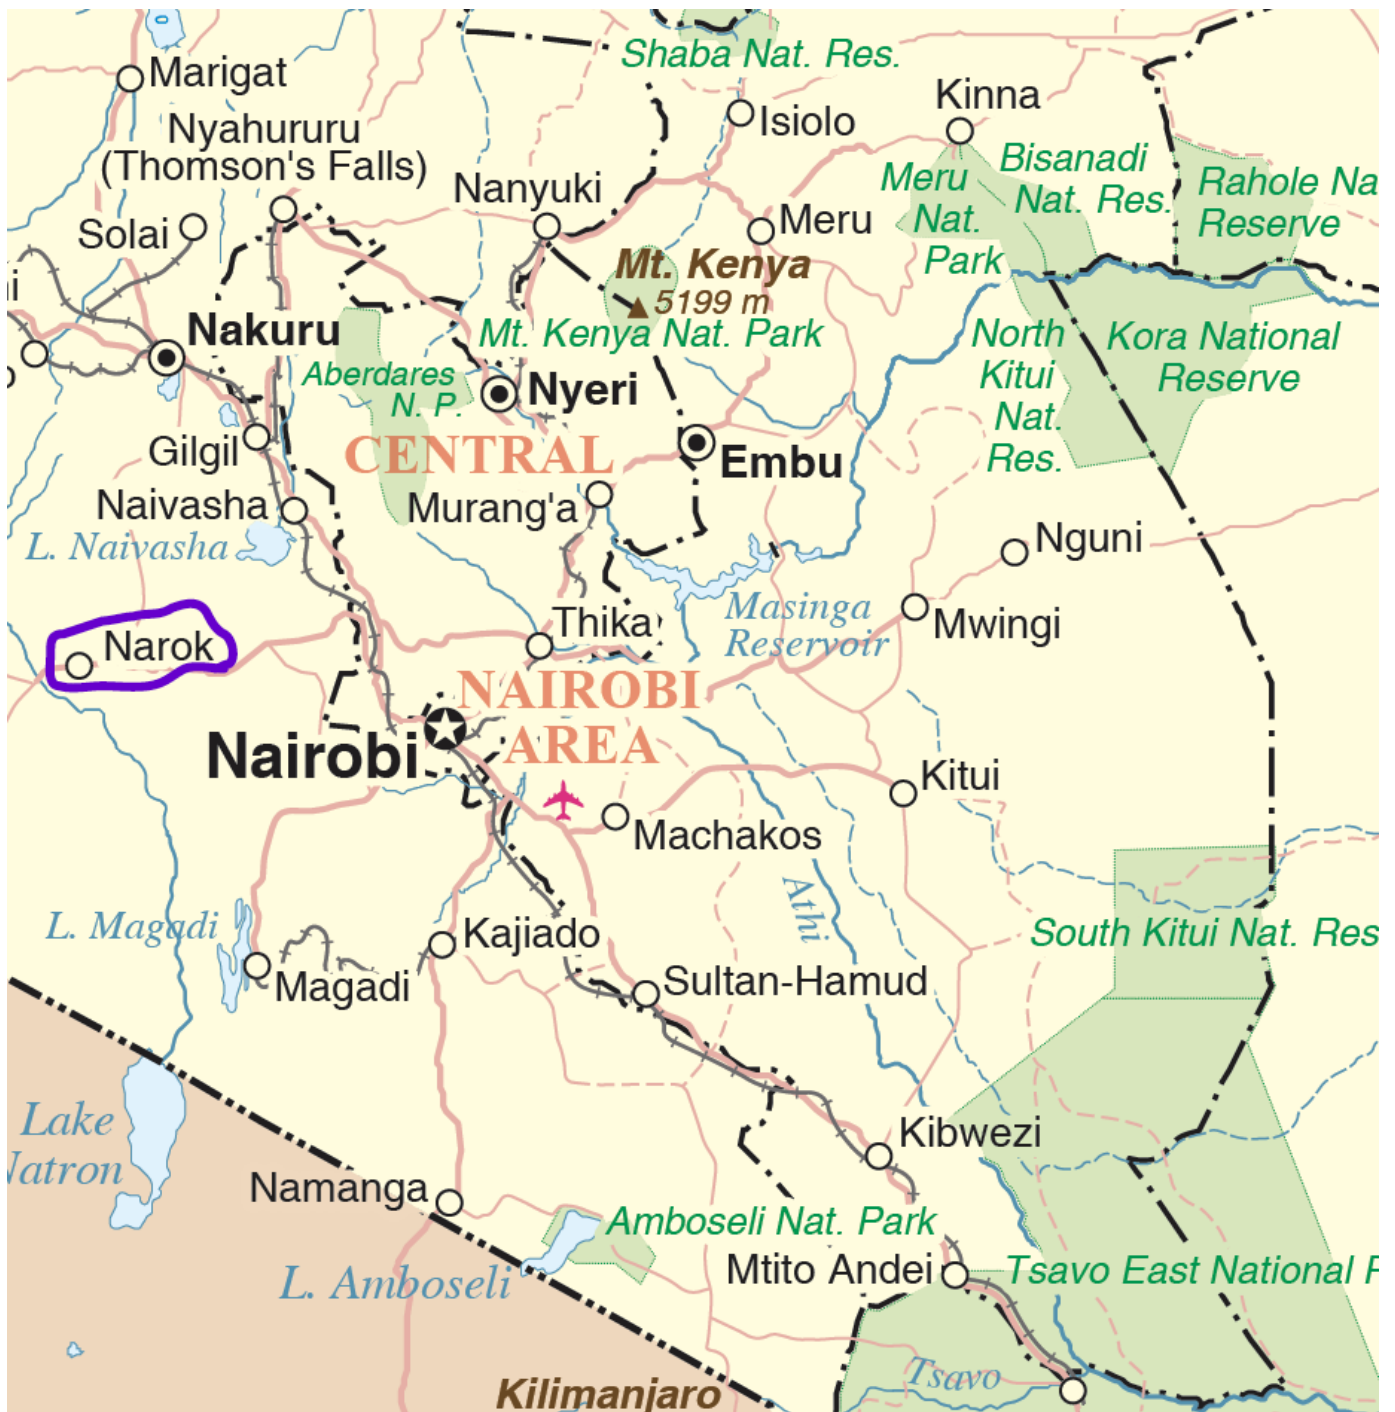 Shaba Nat. Res.
Marigat
Kinna
Isiolo
Nyahururu
(Thomson's Falls)
Bisanadi
Nat. Res.
Meru
Nat.
Park
Rahole Na
Reserve
Nanyuki
Meru
Solai
Mt. Kenya
5199 m
Nakuru
Mt. Kenya Nat. Park
North
Kitui
Nat.
Res.
Kora National
Reserve
Aberdares
N. P.
Nyeri
Gilgil
CENTRAL
Embu
Naivasha
Murang'a
L. Naivasha
Nguni
Masinga
Reservoir
Thika
Mwingi
Narok
NAIROBI
AREA
Nairobi
Kitui
Machakos
Athi
L. Magadi
Kajiado
South Kitui Nat. Res
Magadi
Sultan-Hamud
Lake
Natron
Kibwezi
Namanga
Amboseli Nat. Park
L. Amboseli
Mtito Andei
Tsavo East National P
Tsavo
Kilimanjaro